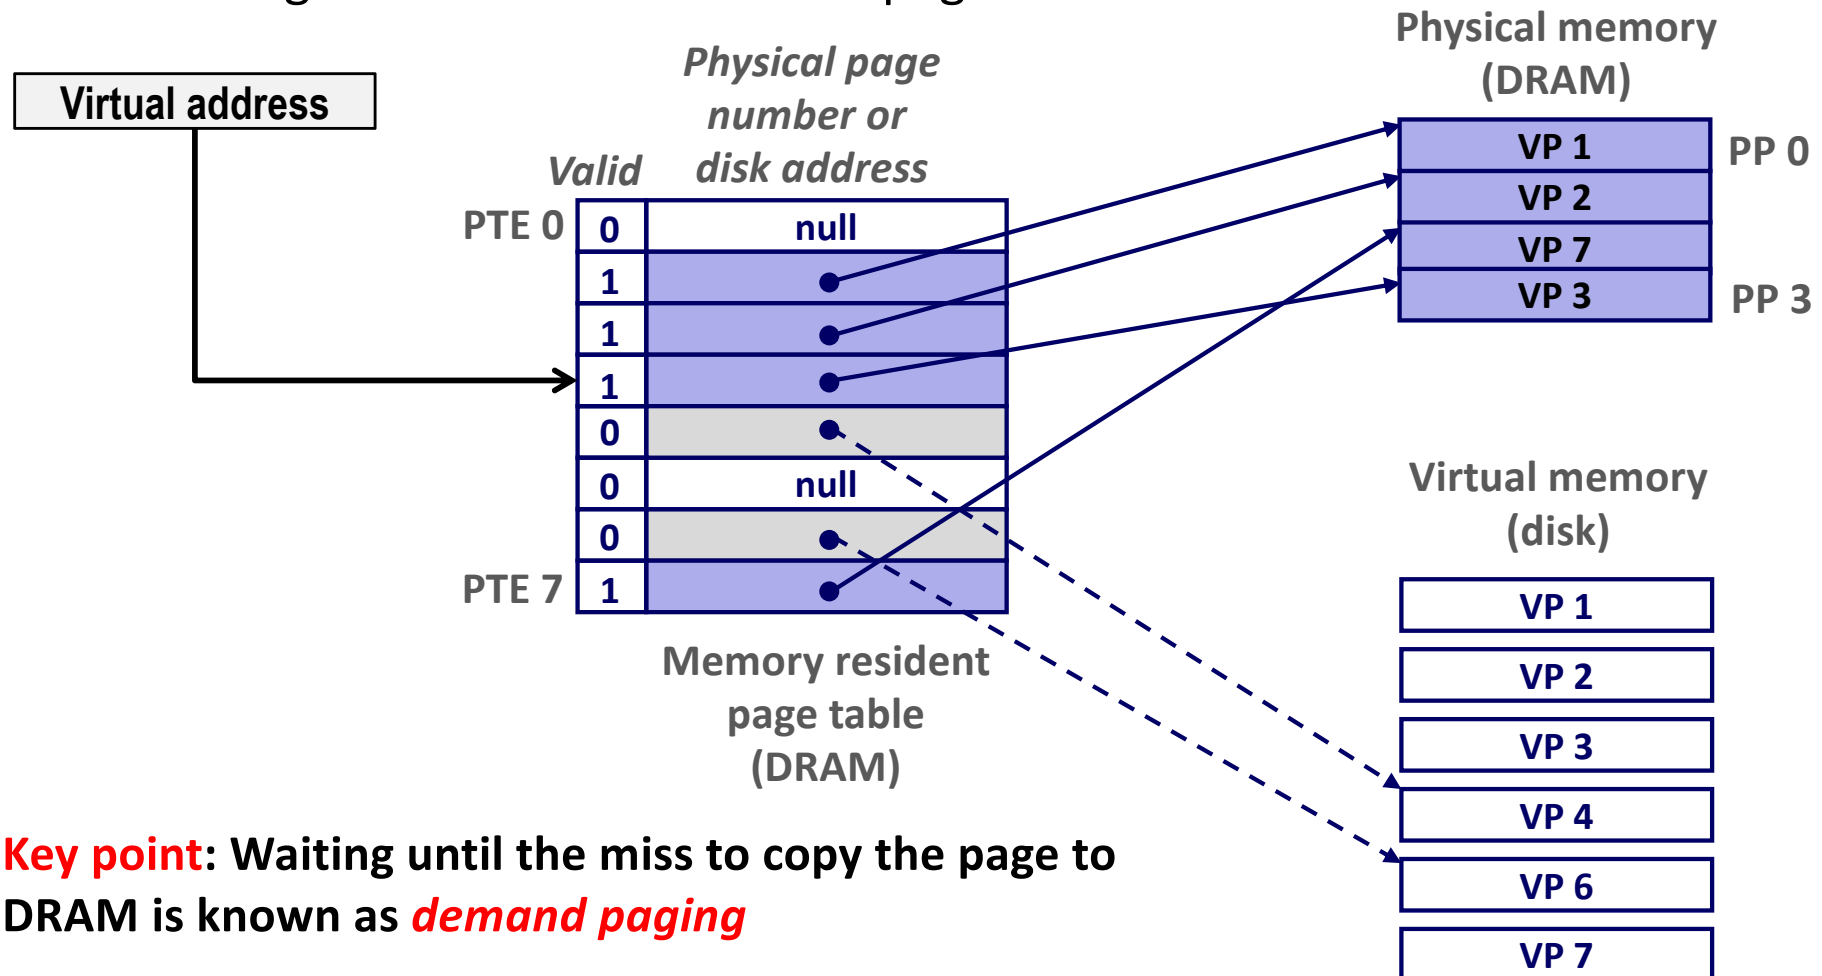 Virtual address
Physical page
number or
disk address
Valid
PTE 0
0
null
1
1
1
0
0
null
0
PTE 7
1
Memory resident
page table
(DRAM)
Physical memory
(DRAM)
VP 1
PP 0
VP 2
VP 7
VP 3
PP 3
Virtual memory
(disk)
VP 1
VP 2
VP 3
VP 4
VP 6
VP 7
Key point: Waiting until the miss to copy the page to
DRAM is known as demand paging